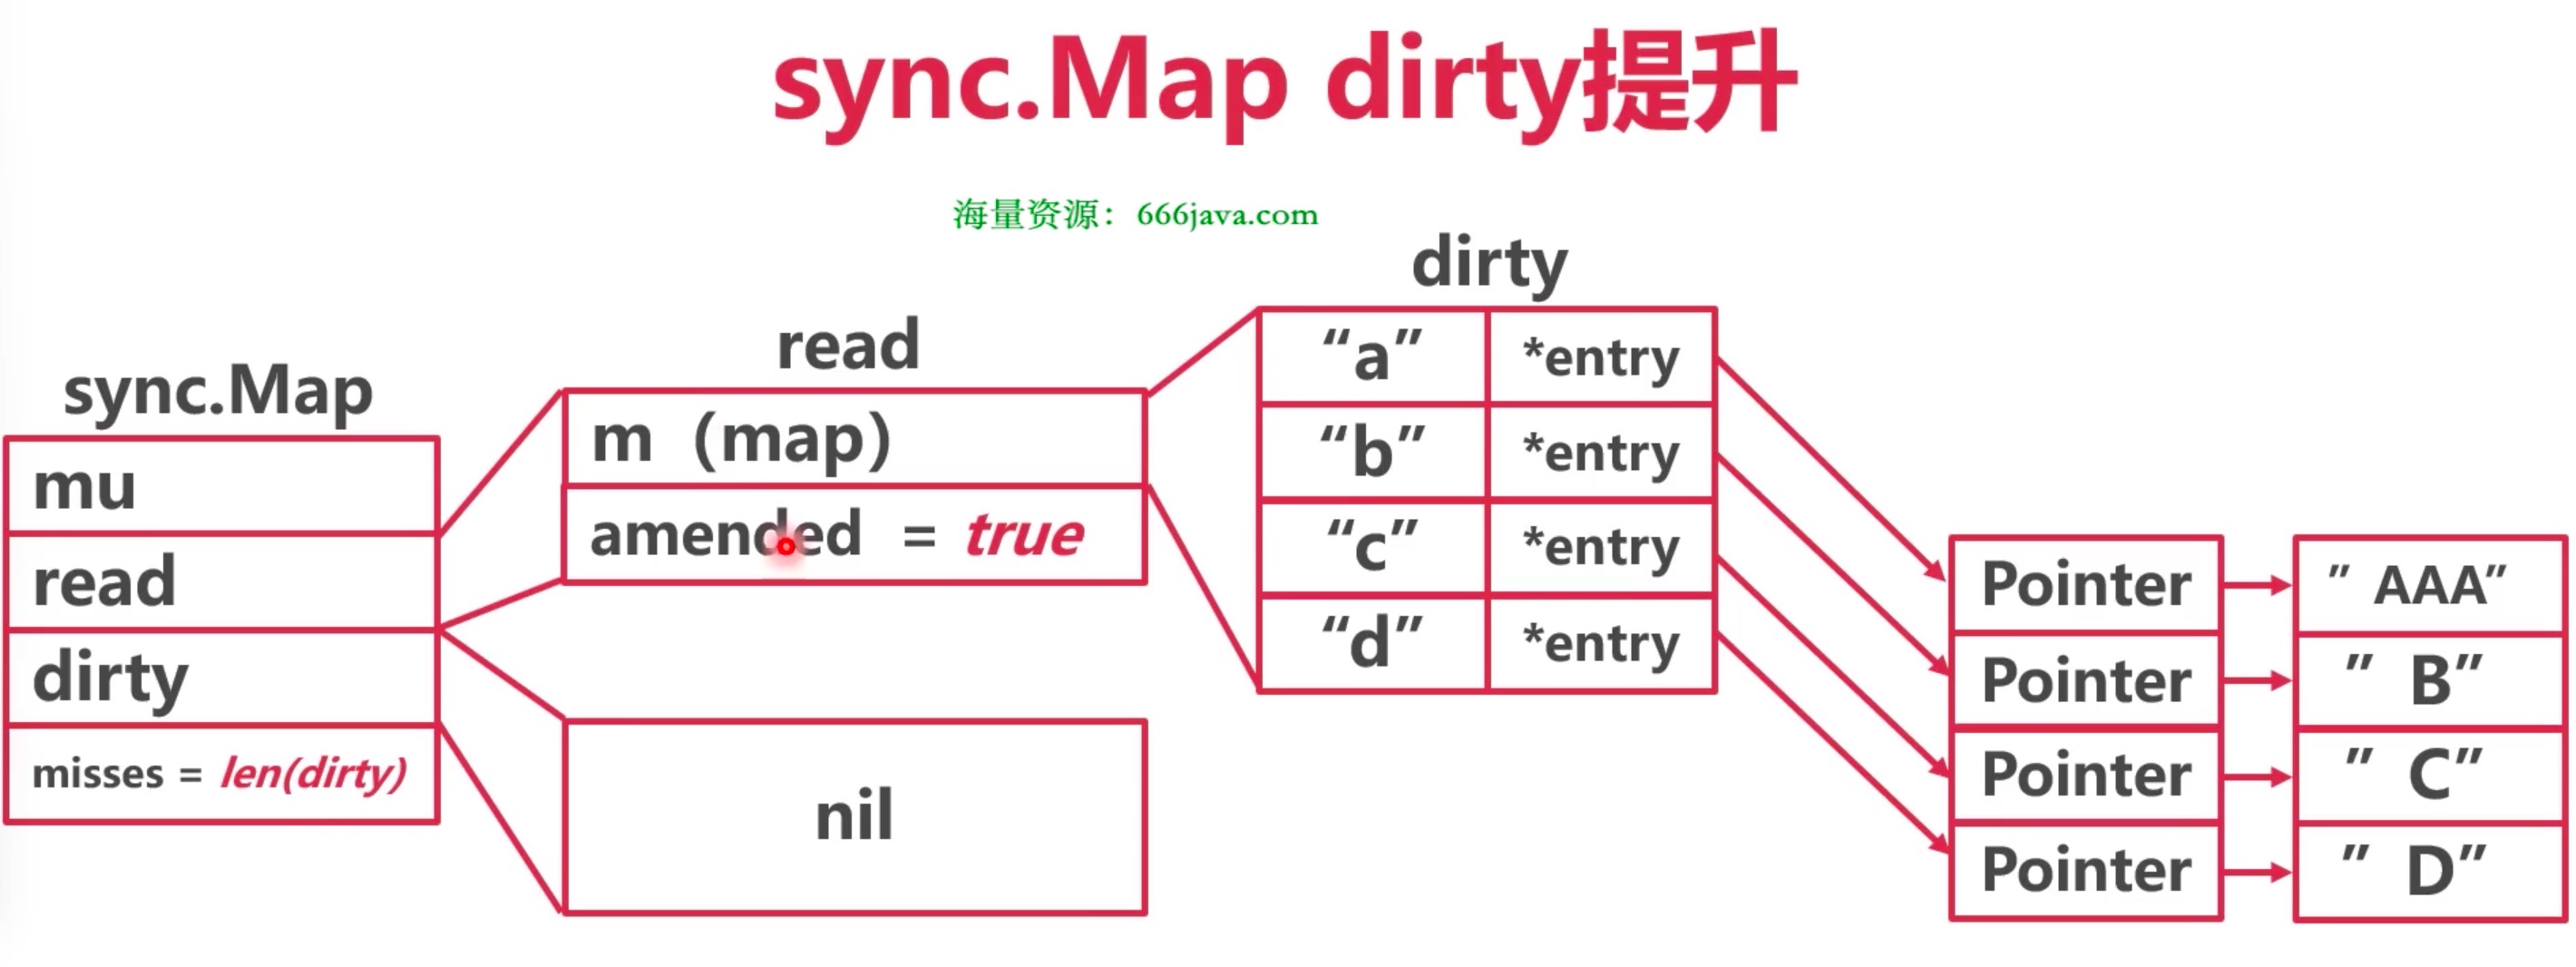 sync.Map dirty提升
海量资源：666java.com
sync.Map
mu
read
dirty
misses = len(dirty)
read
m（map）
amended = true
nil
dirty
“a” *entry
“b” *entry
“c” *entry
“d” *entry
Pointer ” AAA”
Pointer ” B”
Pointer ” C”
Pointer ” D”